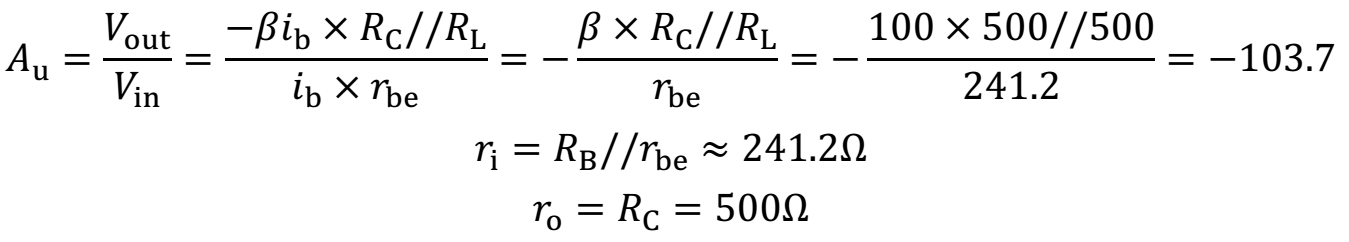 A_u = V_out/V_in = (−βi_b × R_C//R_L)/(i_b × r_be) = −(β × R_C//R_L)/r_be = −(100 × 500//500)/241.2 = −103.7
r_i = R_B//r_be ≈ 241.2Ω
r_o = R_C = 500Ω